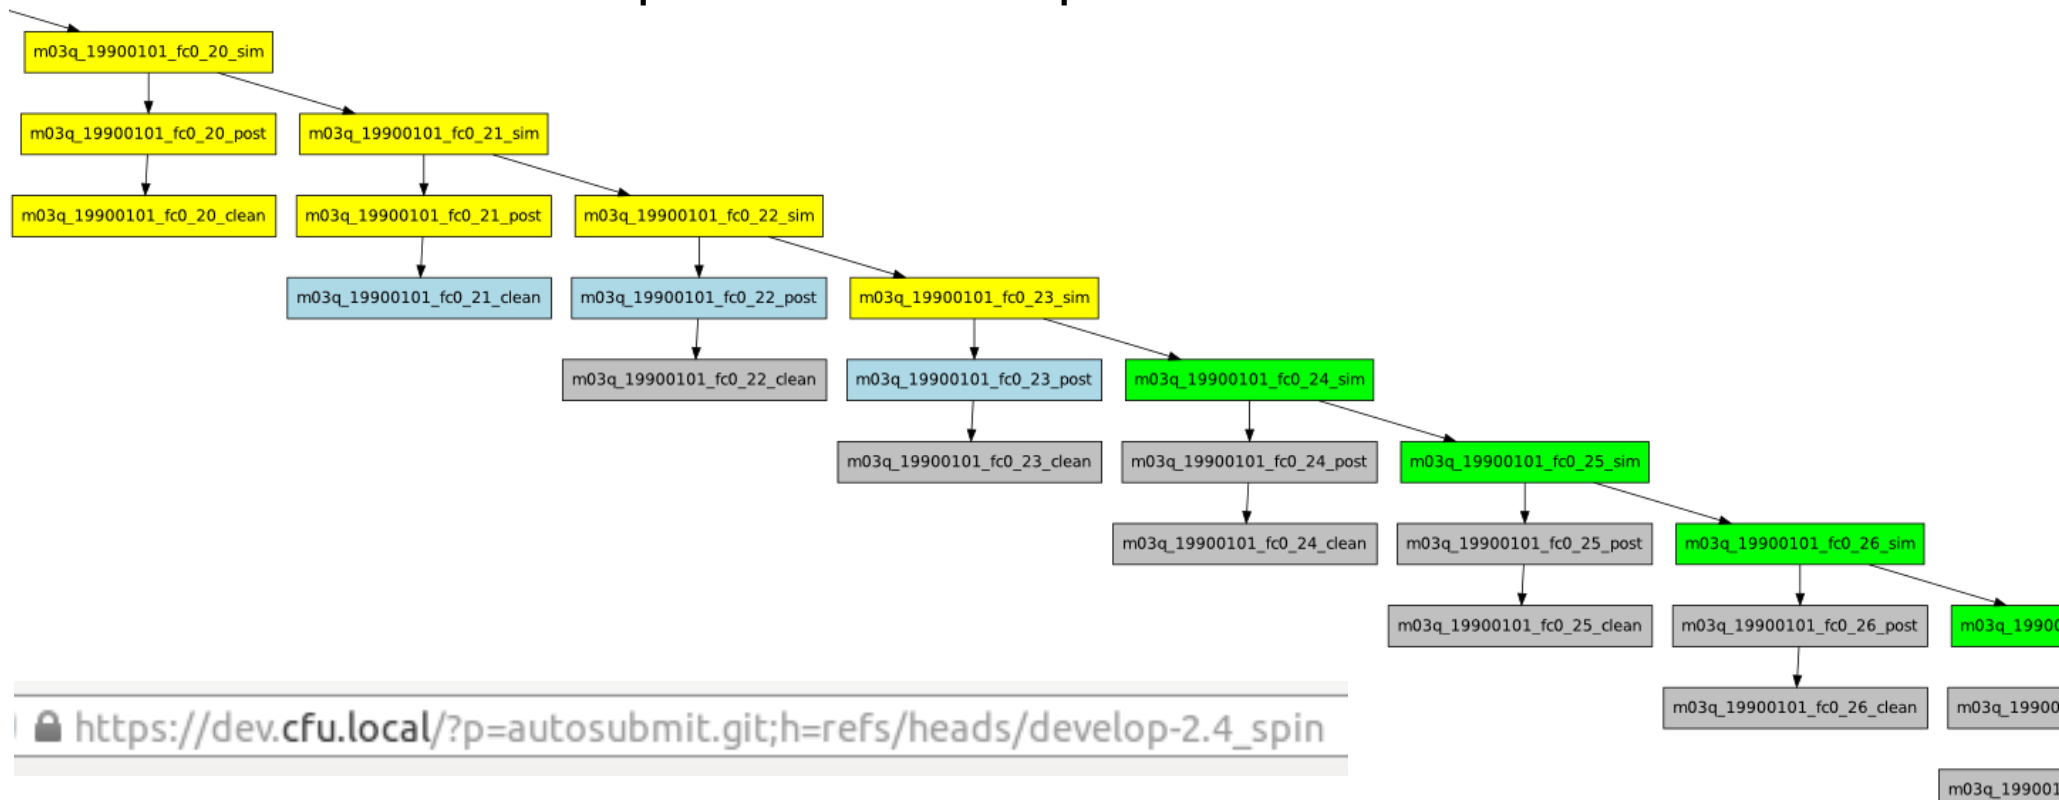 m03q_19900101_fc0_20_sim
m03q_19900101_fc0_20_post
m03q_19900101_fc0_21_sim
m03q_19900101_fc0_20_clean
m03q_19900101_fc0_21_post
m03q_19900101_fc0_22_sim
m03q_19900101_fc0_21_clean
m03q_19900101_fc0_22_post
m03q_19900101_fc0_23_sim
m03q_19900101_fc0_22_clean
m03q_19900101_fc0_23_post
m03q_19900101_fc0_24_sim
m03q_19900101_fc0_23_clean
m03q_19900101_fc0_24_post
m03q_19900101_fc0_25_sim
m03q_19900101_fc0_24_clean
m03q_19900101_fc0_25_post
m03q_19900101_fc0_26_sim
m03q_19900101_fc0_25_clean
m03q_19900101_fc0_26_post
m03q_1990
m03q_19900101_fc0_26_clean
m03q_1990
m03q_199001
https://dev.cfu.local/?p=autosubmit.git;h=refs/heads/develop-2.4_spin